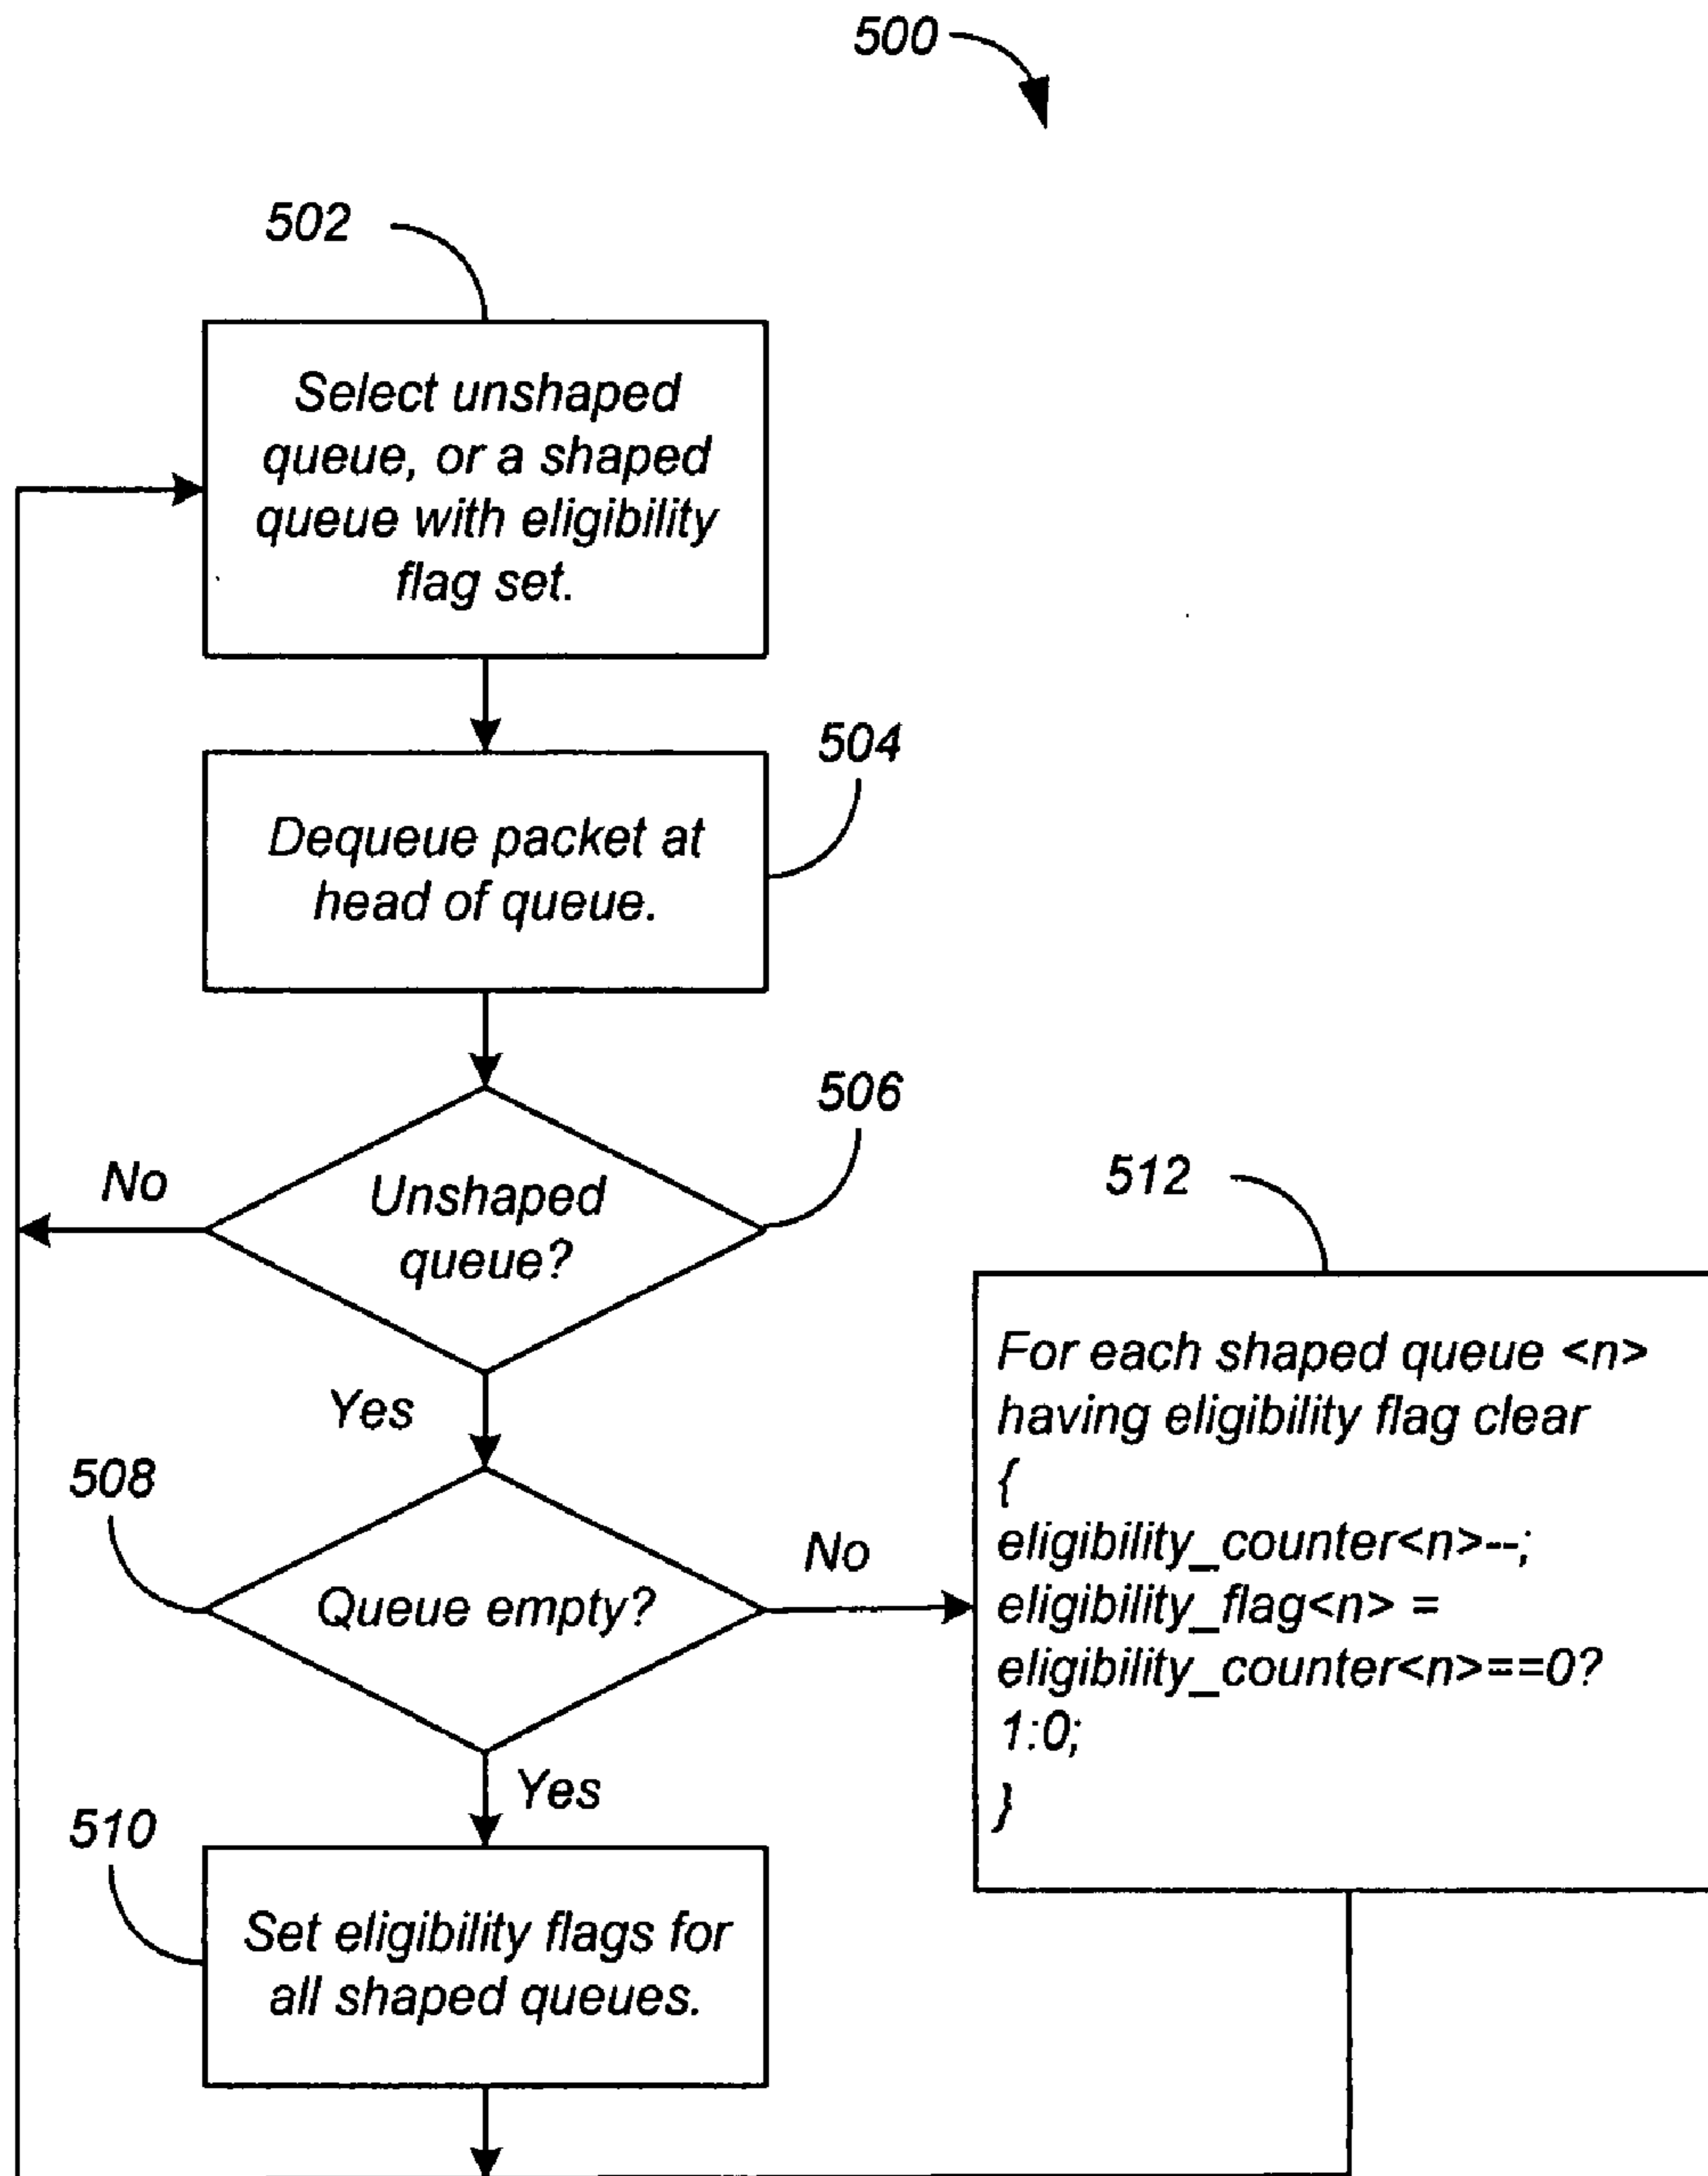 500
502
Select unshaped
queue, or a shaped
queue with eligibility
flag set.
504
Dequeue packet at
head of queue.
506
Unshaped
queue?
No
Yes
508
Queue empty?
No
Yes
510
Set eligibility flags for
all shaped queues.
512
For each shaped queue <n>
having eligibility flag clear
{
eligibility_counter<n>--;
eligibility_flag<n> =
eligibility_counter<n>==0?
1:0;
}